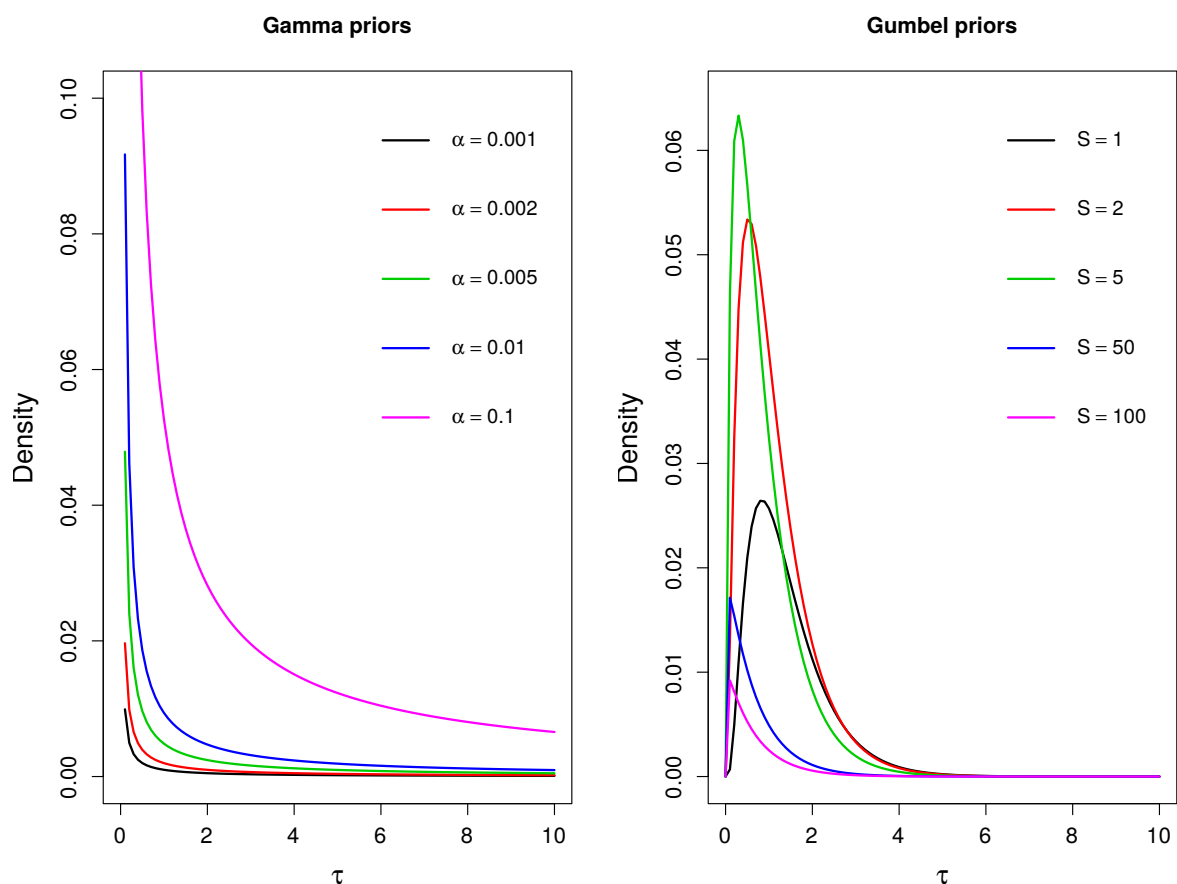 Gamma priors
Density
0.00
0.02
0.04
0.06
0.08
0.10
α = 0.001
α = 0.002
α = 0.005
α = 0.01
α = 0.1
0 2 4 6 8 10
τ
Gumbel priors
Density
0.00
0.01
0.02
0.03
0.04
0.05
0.06
S = 1
S = 2
S = 5
S = 50
S = 100
0 2 4 6 8 10
τ